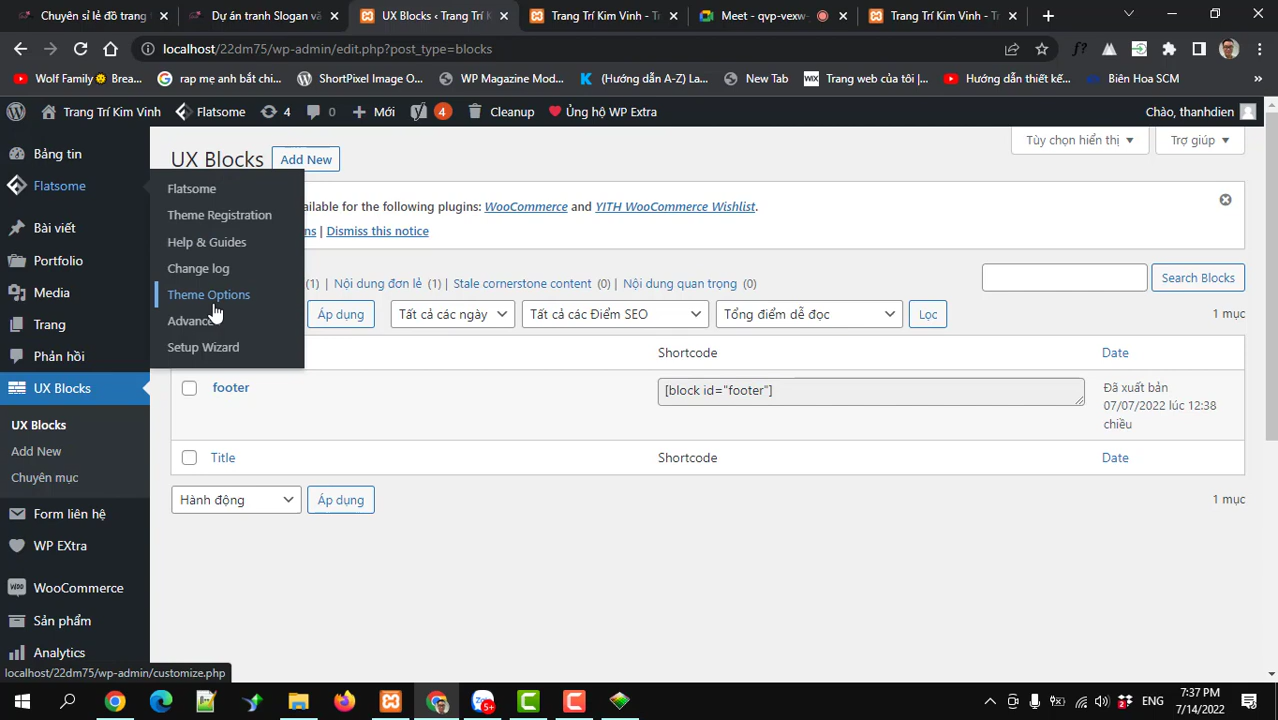 Chuyên sỉ lẻ đồ trang t
Dự án tranh Slogan vă
UX Blocks ‹ Trang Trí K
Trang Trí Kim Vinh - T
Meet - qvp-vexw-
Trang Trí Kim Vinh - T
localhost/22dm75/wp-admin/edit.php?post_type=blocks
Wolf Family Brea...
rap mẹ anh bắt chi...
ShortPixel Image O...
WP Magazine Mod...
(Hướng dẫn A-Z) La...
New Tab
WIX
Trang web của tôi |...
Hướng dẫn thiết kế...
Biên Hoa SCM
»
Trang Trí Kim Vinh
Flatsome
4
0
Mới
4
Cleanup
Ủng hộ WP Extra
Chào, thanhdien
Bảng tin
Flatsome
Bài viết
Portfolio
Media
Trang
Phản hồi
UX Blocks
UX Blocks
Add New
Chuyên mục
Form liên hệ
WP EXtra
WooCommerce
Sản phẩm
Analytics
Flatsome
Theme Registration
Help & Guides
Change log
Theme Options
Advance
Setup Wizard
UX Blocks
Add New
Tùy chọn hiển thị
Trợ giúp
ailable for the following plugins: WooCommerce and YITH WooCommerce Wishlist.
ns | Dismiss this notice
(1) | Nội dung đơn lẻ (1) | Stale cornerstone content (0) | Nội dung quan trọng (0)
Search Blocks
Áp dụng
Tất cả các ngày
Tất cả các Điểm SEO
Tổng điểm dễ đọc
Lọc
1 mục
Shortcode
Date
footer
[block id="footer"]
Đã xuất bản
07/07/2022 lúc 12:38
chiều
Title
Shortcode
Date
Hành động
Áp dụng
1 mục
localhost/22dm75/wp-admin/customize.php
5+
2
ENG
7:37 PM
7/14/2022